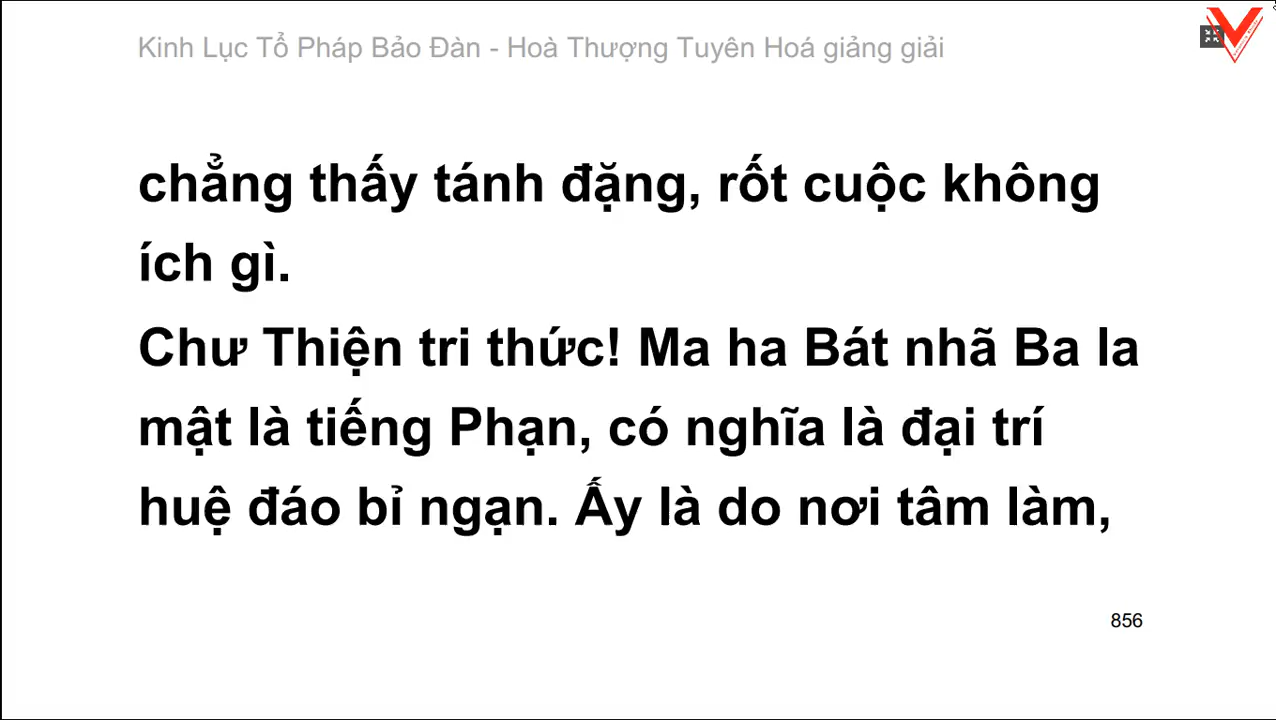 Kinh Lục Tổ Pháp Bảo Đàn - Hoà Thượng Tuyên Hoá giảng giải
chẳng thấy tánh đặng, rốt cuộc không
ích gì.
Chư Thiện tri thức! Ma ha Bát nhã Ba la
mật là tiếng Phạn, có nghĩa là đại trí
huệ đáo bỉ ngạn. Ấy là do nơi tâm làm,
856